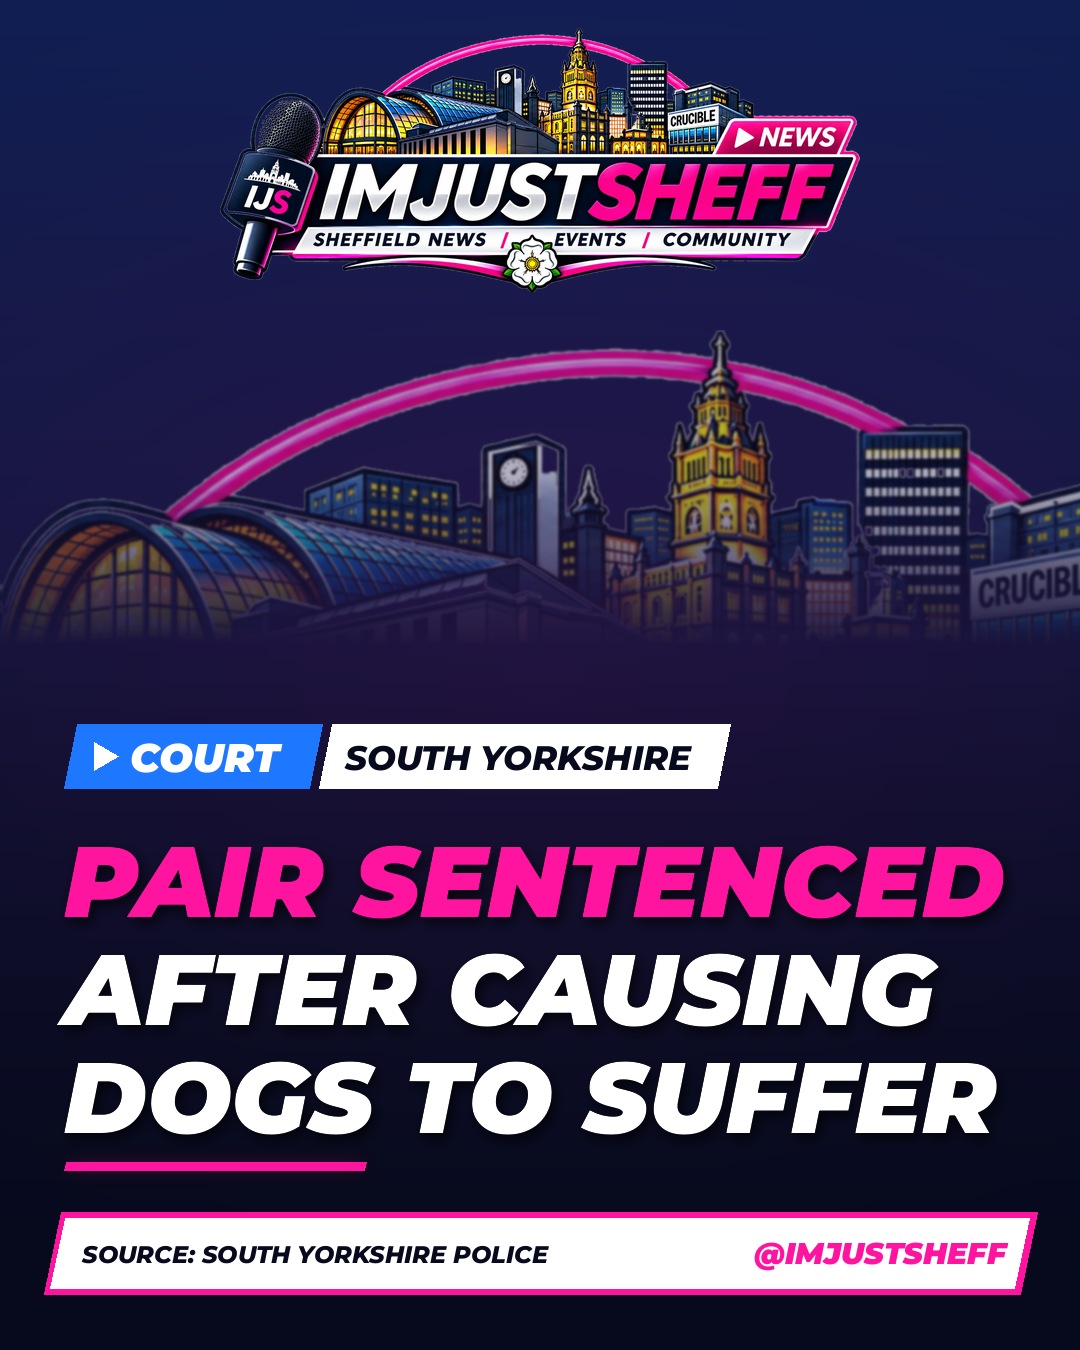 CRUCIBLE
NEWS
IJS
IMJUSTSHEFF
SHEFFIELD NEWS / EVENTS / COMMUNITY
CRUCIBL
COURT
SOUTH YORKSHIRE
PAIR SENTENCED
AFTER CAUSING
DOGS TO SUFFER
SOURCE: SOUTH YORKSHIRE POLICE
@IMJUSTSHEFF